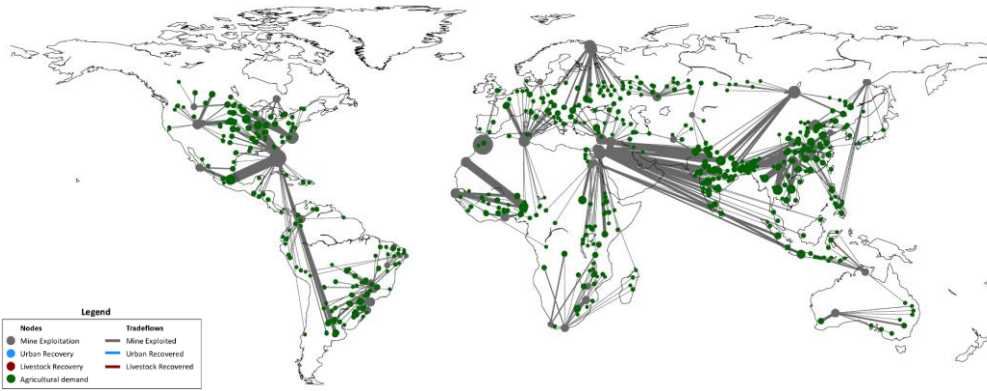 Legend
Nodes Tradeflows
Mine Exploitation Mine Exploited
Urban Recovery Urban Recovered
Livestock Recovery Livestock Recovered
Agricultural demand